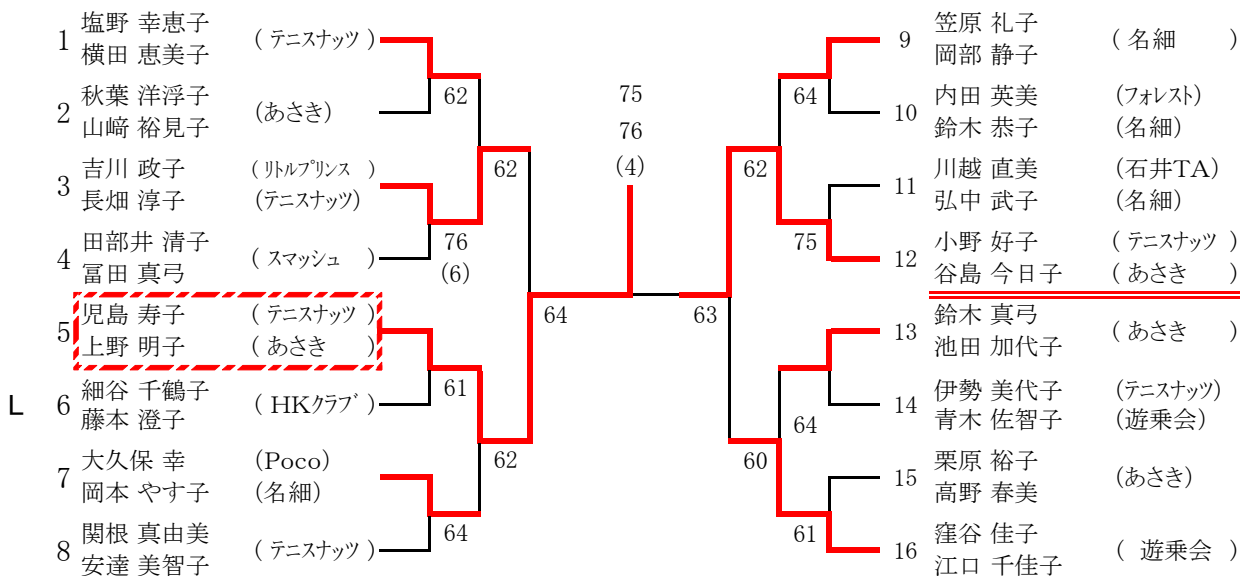 1 塩野 幸恵子 ( テニスナッツ )
横田 恵美子
2 秋葉 洋浮子 (あさき)
山﨑 裕見子
3 吉川 政子 ( リトルプリンス )
長畑 淳子 (テニスナッツ)
4 田部井 清子 ( スマッシュ )
冨田 真弓
5 児島 寿子 ( テニスナッツ )
上野 明子 ( あさき )
L
6 細谷 千鶴子 ( HKクラブ )
藤本 澄子
7 大久保 幸 (Poco)
岡本 やす子 (名細)
8 関根 真由美 ( テニスナッツ )
安達 美智子
62
76
(6)
61
64
62
62
64
75
76
(4)
63
62
60
64
75
64
61
9 笠原 礼子 ( 名細 )
岡部 静子
10 内田 英美 (フォレスト)
鈴木 恭子 (名細)
11 川越 直美 (石井TA)
弘中 武子 (名細)
12 小野 好子 ( テニスナッツ )
谷島 今日子 ( あさき )
13 鈴木 真弓 ( あさき )
池田 加代子
14 伊勢 美代子 (テニスナッツ)
青木 佐智子 (遊乗会)
15 栗原 裕子 (あさき)
高野 春美
16 窪谷 佳子 ( 遊乗会 )
江口 千佳子